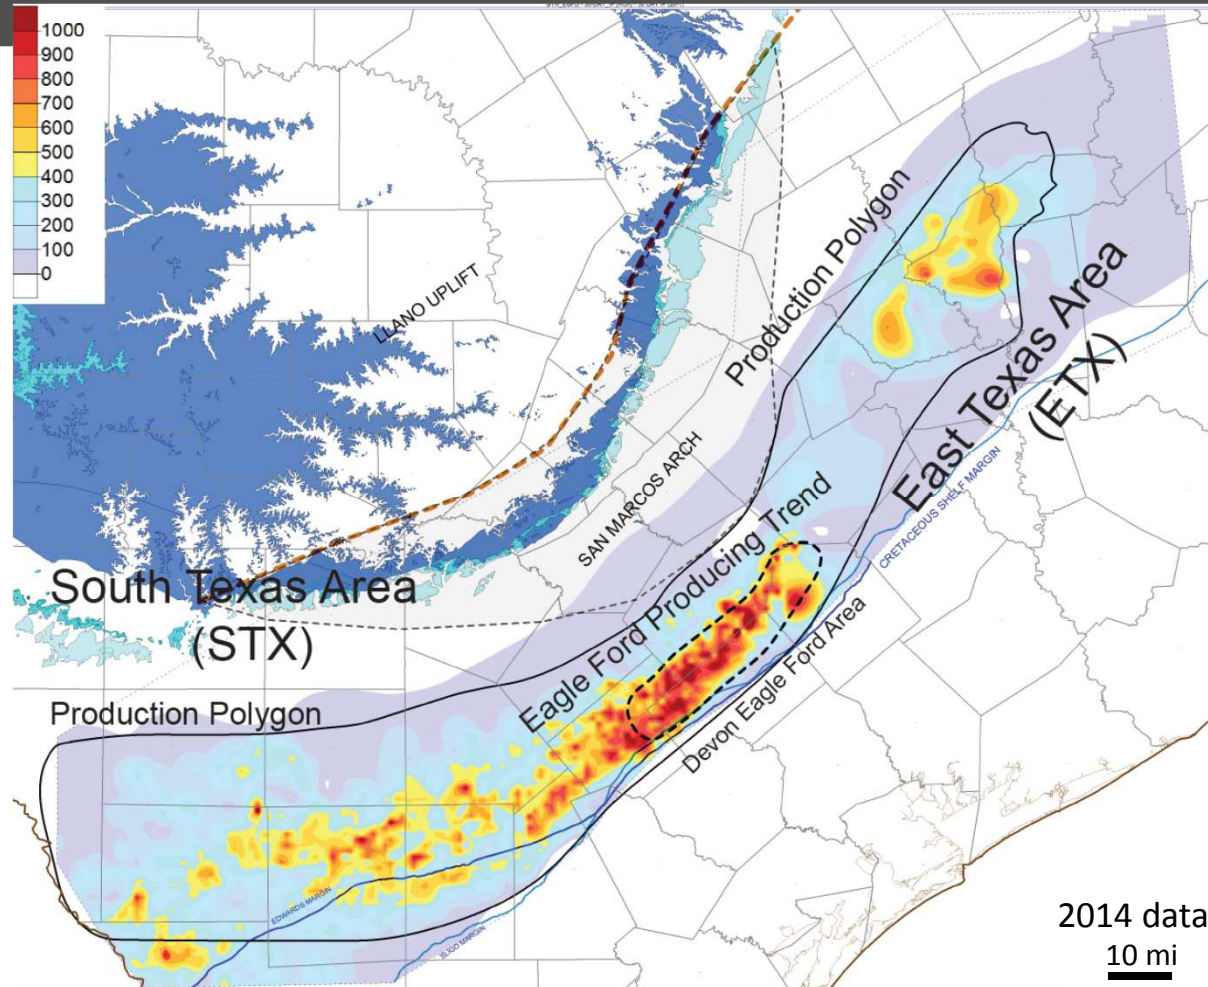 1000
900
800
700
600
500
400
300
200
100
0
LLANO UPLIFT
Production Polygon
East Texas Area
(ETX)
SAN MARCOS ARCH
CRETACEOUS SHELF MARGIN
South Texas Area
(STX)
Eagle Ford Producing Trend
Devon Eagle Ford Area
Production Polygon
EDWARDS MARGIN
SLIGO MARGIN
2014 data
10 mi